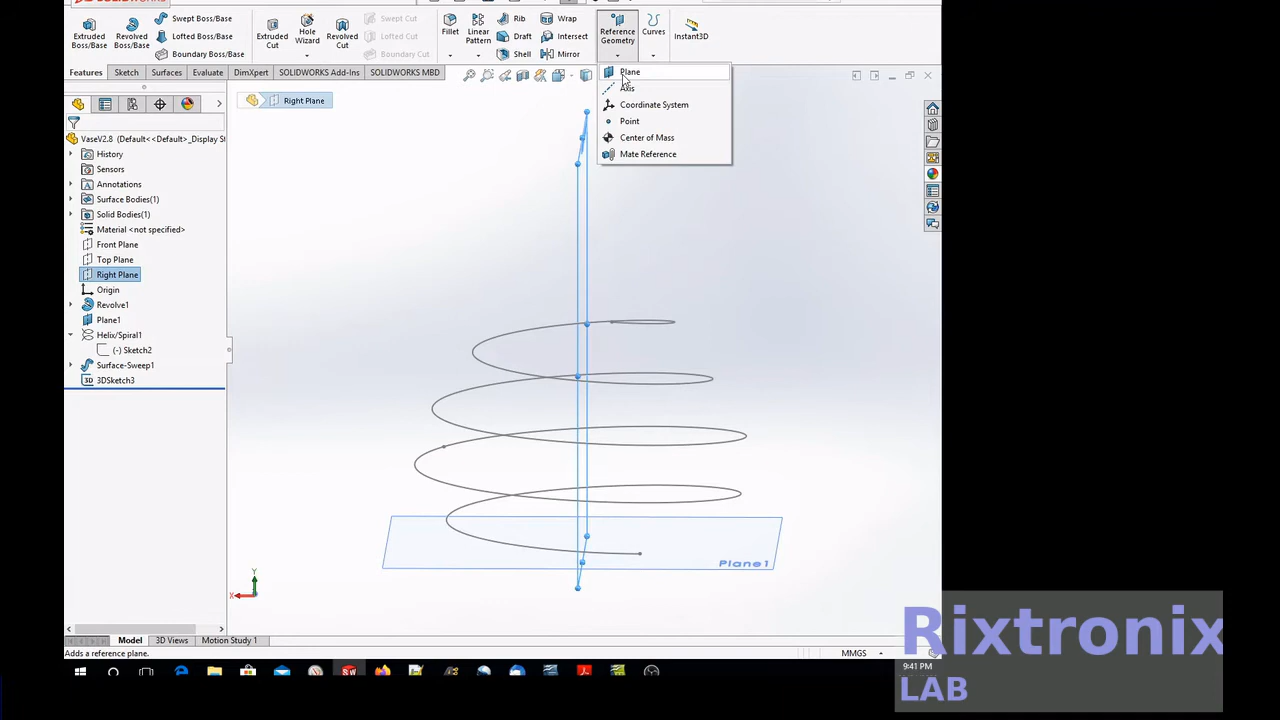 SOLIDWORKS
Swept Boss/Base
Lofted Boss/Base
Boundary Boss/Base
Extruded Boss/Base
Revolved Boss/Base
Extruded Cut
Hole Wizard
Revolved Cut
Swept Cut
Lofted Cut
Boundary Cut
Fillet
Linear Pattern
Rib
Draft
Shell
Wrap
Intersect
Mirror
Reference Geometry
Curves
Instant3D
Features
Sketch
Surfaces
Evaluate
DimXpert
SOLIDWORKS Add-Ins
SOLIDWORKS MBD
Plane
Axis
Coordinate System
Point
Center of Mass
Mate Reference
Right Plane
VaseV2.8 (Default<<Default>_Display St
History
Sensors
Annotations
Surface Bodies(1)
Solid Bodies(1)
Material <not specified>
Front Plane
Top Plane
Right Plane
Origin
Revolve1
Plane1
Helix/Spiral1
(-) Sketch2
Surface-Sweep1
3D 3DSketch3
Plane1
Y
X
Model
3D Views
Motion Study 1
Adds a reference plane.
MMGS
9:41 PM
Rixtronix
LAB